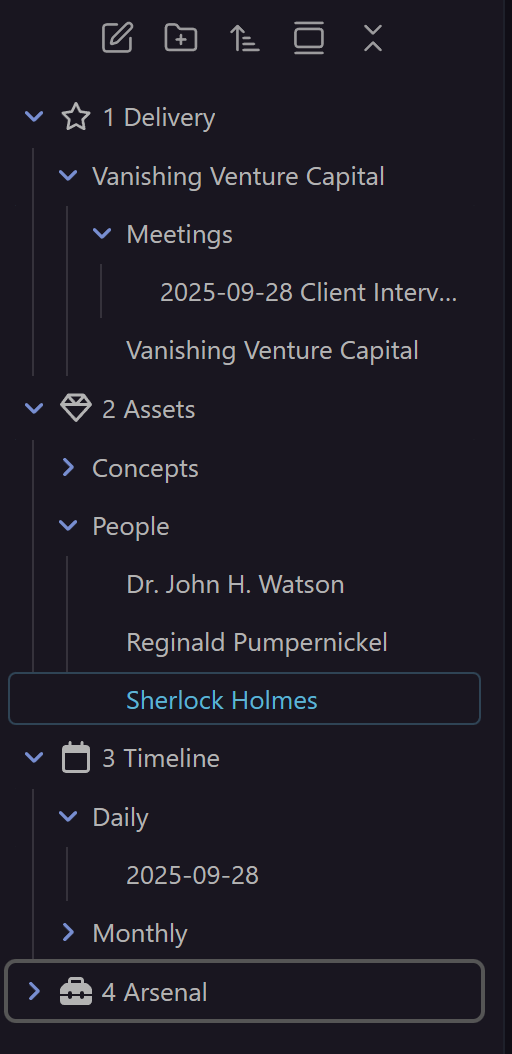 1 Delivery
Vanishing Venture Capital
Meetings
2025-09-28 Client Interv...
Vanishing Venture Capital
2 Assets
Concepts
People
Dr. John H. Watson
Reginald Pumpernickel
Sherlock Holmes
3 Timeline
Daily
2025-09-28
Monthly
4 Arsenal